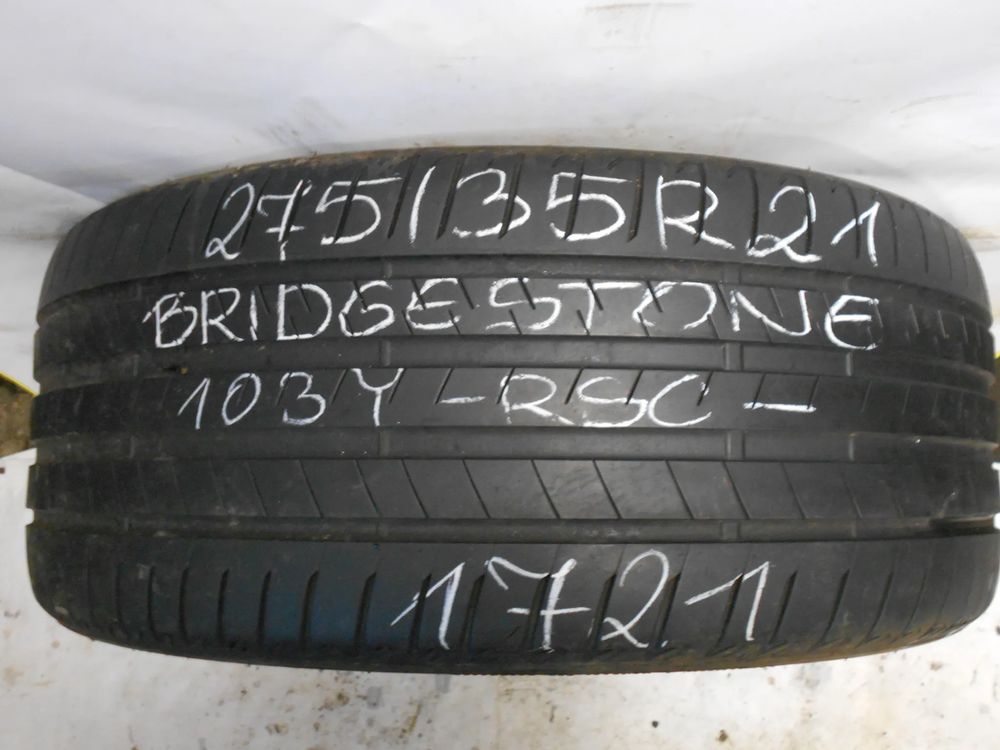 275/35R21
BRIDGESTONE
103Y -RSC-
1721